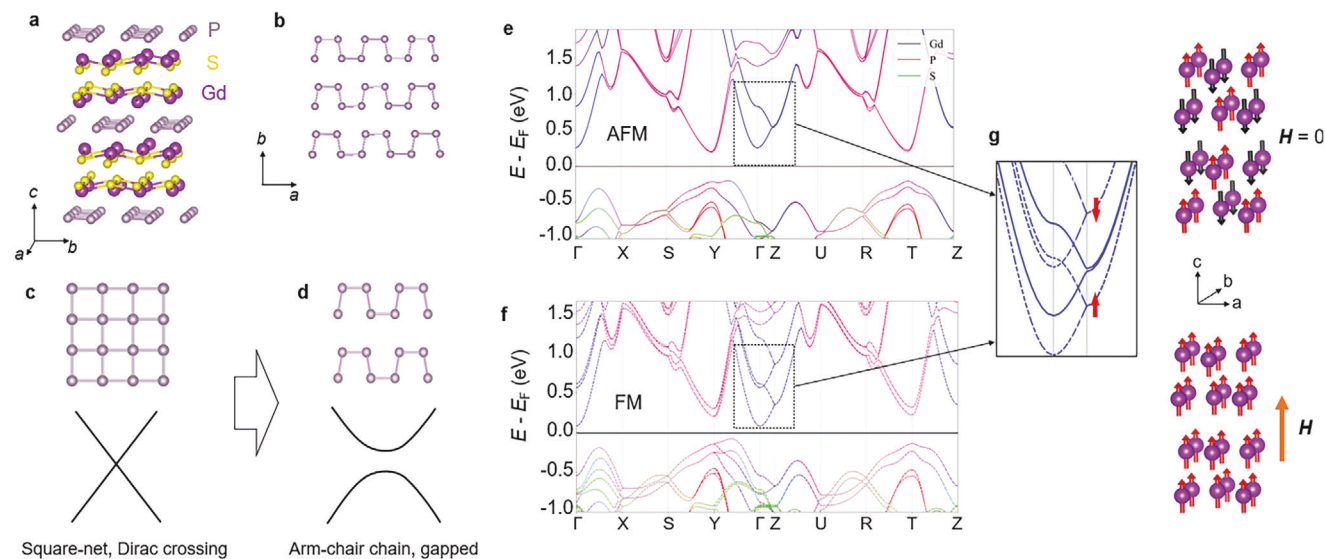 a
P
S
Gd
c
a
b
b
b
a
c
Square-net, Dirac crossing
d
Arm-chair chain, gapped
e
E - EF (eV)
1.5
1.0
0.5
0.0
-0.5
-1.0
AFM
Gd
P
S
Γ X S Y Γ Z U R T Z
f
E - EF (eV)
1.5
1.0
0.5
0.0
-0.5
-1.0
FM
Γ X S Y Γ Z U R T Z
g
H = 0
c
b
a
H